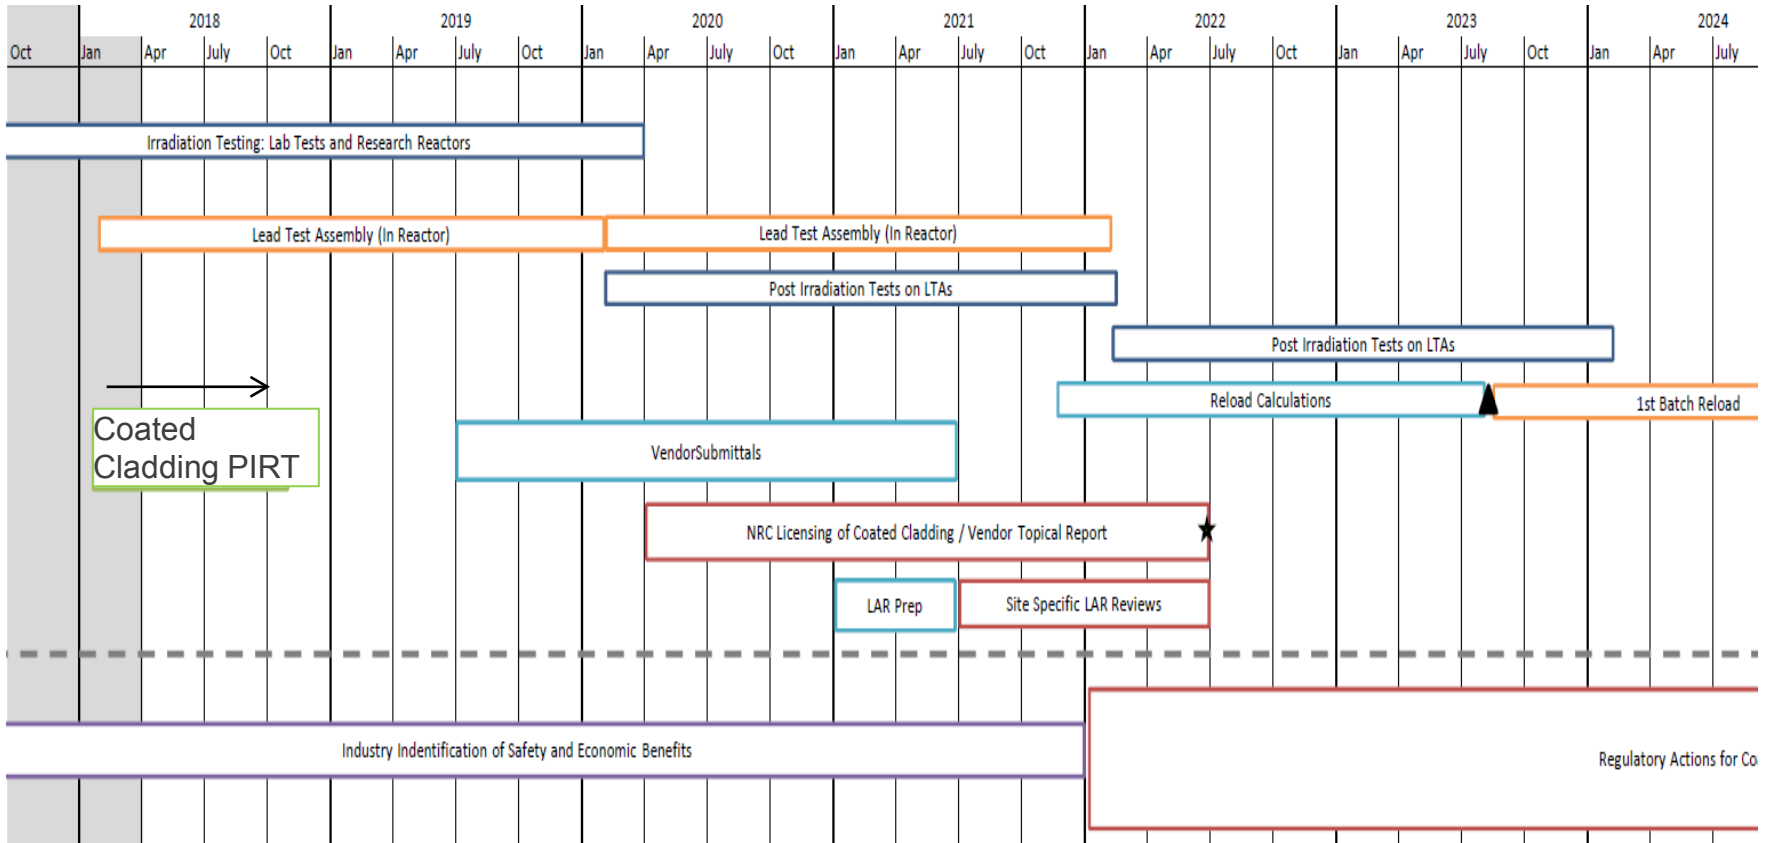 2018 2019 2020 2021 2022 2023 2024
Oct Jan Apr July Oct Jan Apr July Oct Jan Apr July Oct Jan Apr July Oct Jan Apr July Oct Jan Apr July Oct Jan Apr July
Irradiation Testing: Lab Tests and Research Reactors
Lead Test Assembly (In Reactor) Lead Test Assembly (In Reactor)
Post Irradiation Tests on LTAs
Post Irradiation Tests on LTAs
Reload Calculations 1st Batch Reload
Coated
Cladding PIRT
VendorSubmittals
NRC Licensing of Coated Cladding / Vendor Topical Report
LAR Prep Site Specific LAR Reviews
Industry Indentification of Safety and Economic Benefits
Regulatory Actions for Co